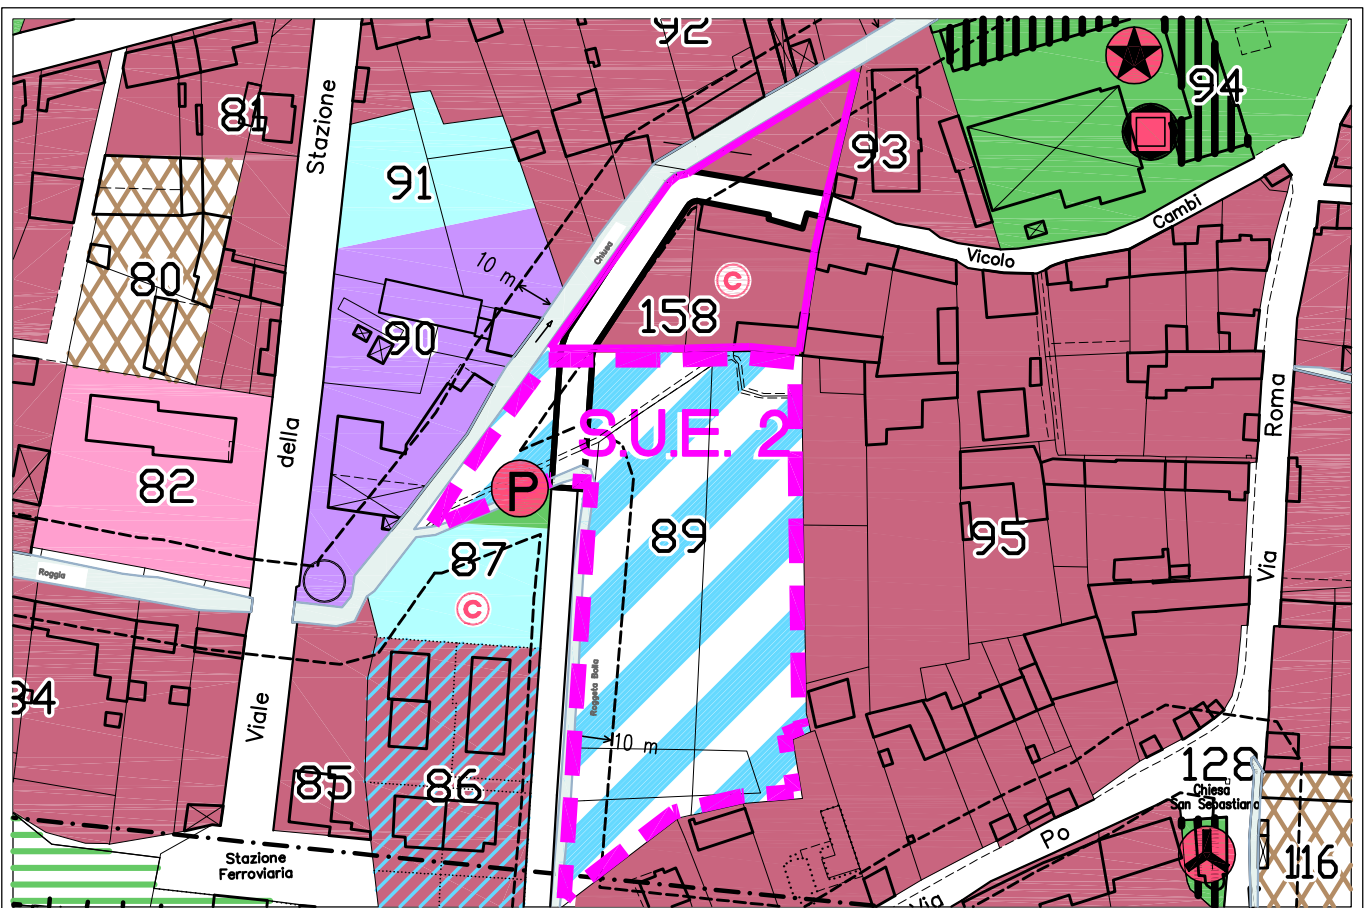 92
81
Stazione
94
93
91
Cambi
Vicolo
Chiusa
10 m
80
C
158
90
Roma
della
S.U.E. 2
82
P
89
95
87
Via
Roggia
C
Roggeta Bolla
84
Viale
10 m
85
86
128
Chiesa
San Sebastiano
Po
Stazione
Ferroviaria
116
Via